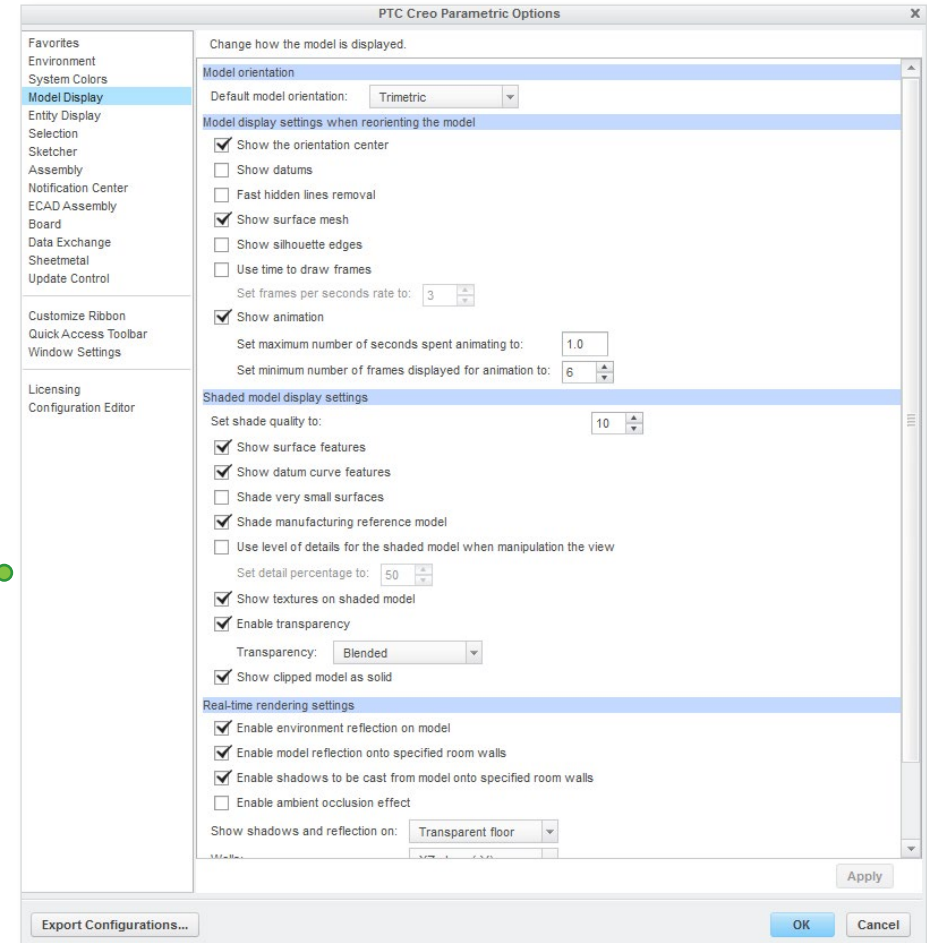 PTC Creo Parametric Options
Favorites
Environment
System Colors
Model Display
Entity Display
Selection
Sketcher
Assembly
Notification Center
ECAD Assembly
Board
Data Exchange
Sheetmetal
Update Control
Customize Ribbon
Quick Access Toolbar
Window Settings
Licensing
Configuration Editor
Change how the model is displayed.
Model orientation
Default model orientation: Trimetric
Model display settings when reorienting the model
Show the orientation center
Show datums
Fast hidden lines removal
Show surface mesh
Show silhouette edges
Use time to draw frames
Set frames per seconds rate to: 3
Show animation
Set maximum number of seconds spent animating to: 1.0
Set minimum number of frames displayed for animation to: 6
Shaded model display settings
Set shade quality to: 10
Show surface features
Show datum curve features
Shade very small surfaces
Shade manufacturing reference model
Use level of details for the shaded model when manipulation the view
Set detail percentage to: 50
Show textures on shaded model
Enable transparency
Transparency: Blended
Show clipped model as solid
Real-time rendering settings
Enable environment reflection on model
Enable model reflection onto specified room walls
Enable shadows to be cast from model onto specified room walls
Enable ambient occlusion effect
Show shadows and reflection on: Transparent floor
Apply
Export Configurations... OK Cancel